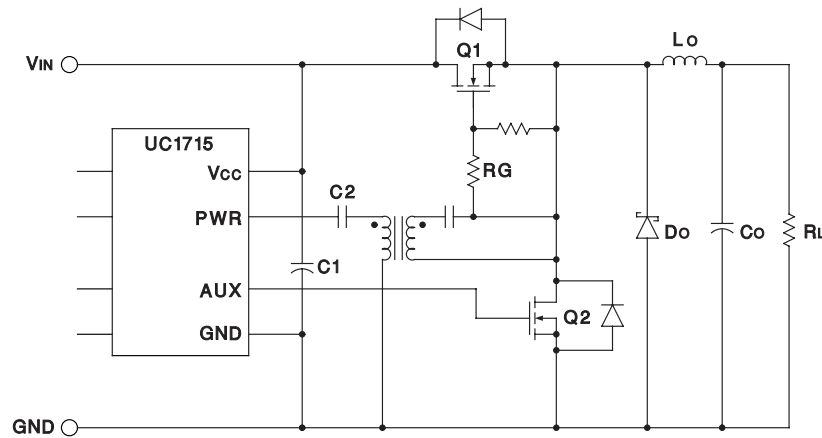 Q1
LO
VIN
UC1715
VCC
RG
C2
PWR
DO
CO
RL
C1
AUX
Q2
GND
GND